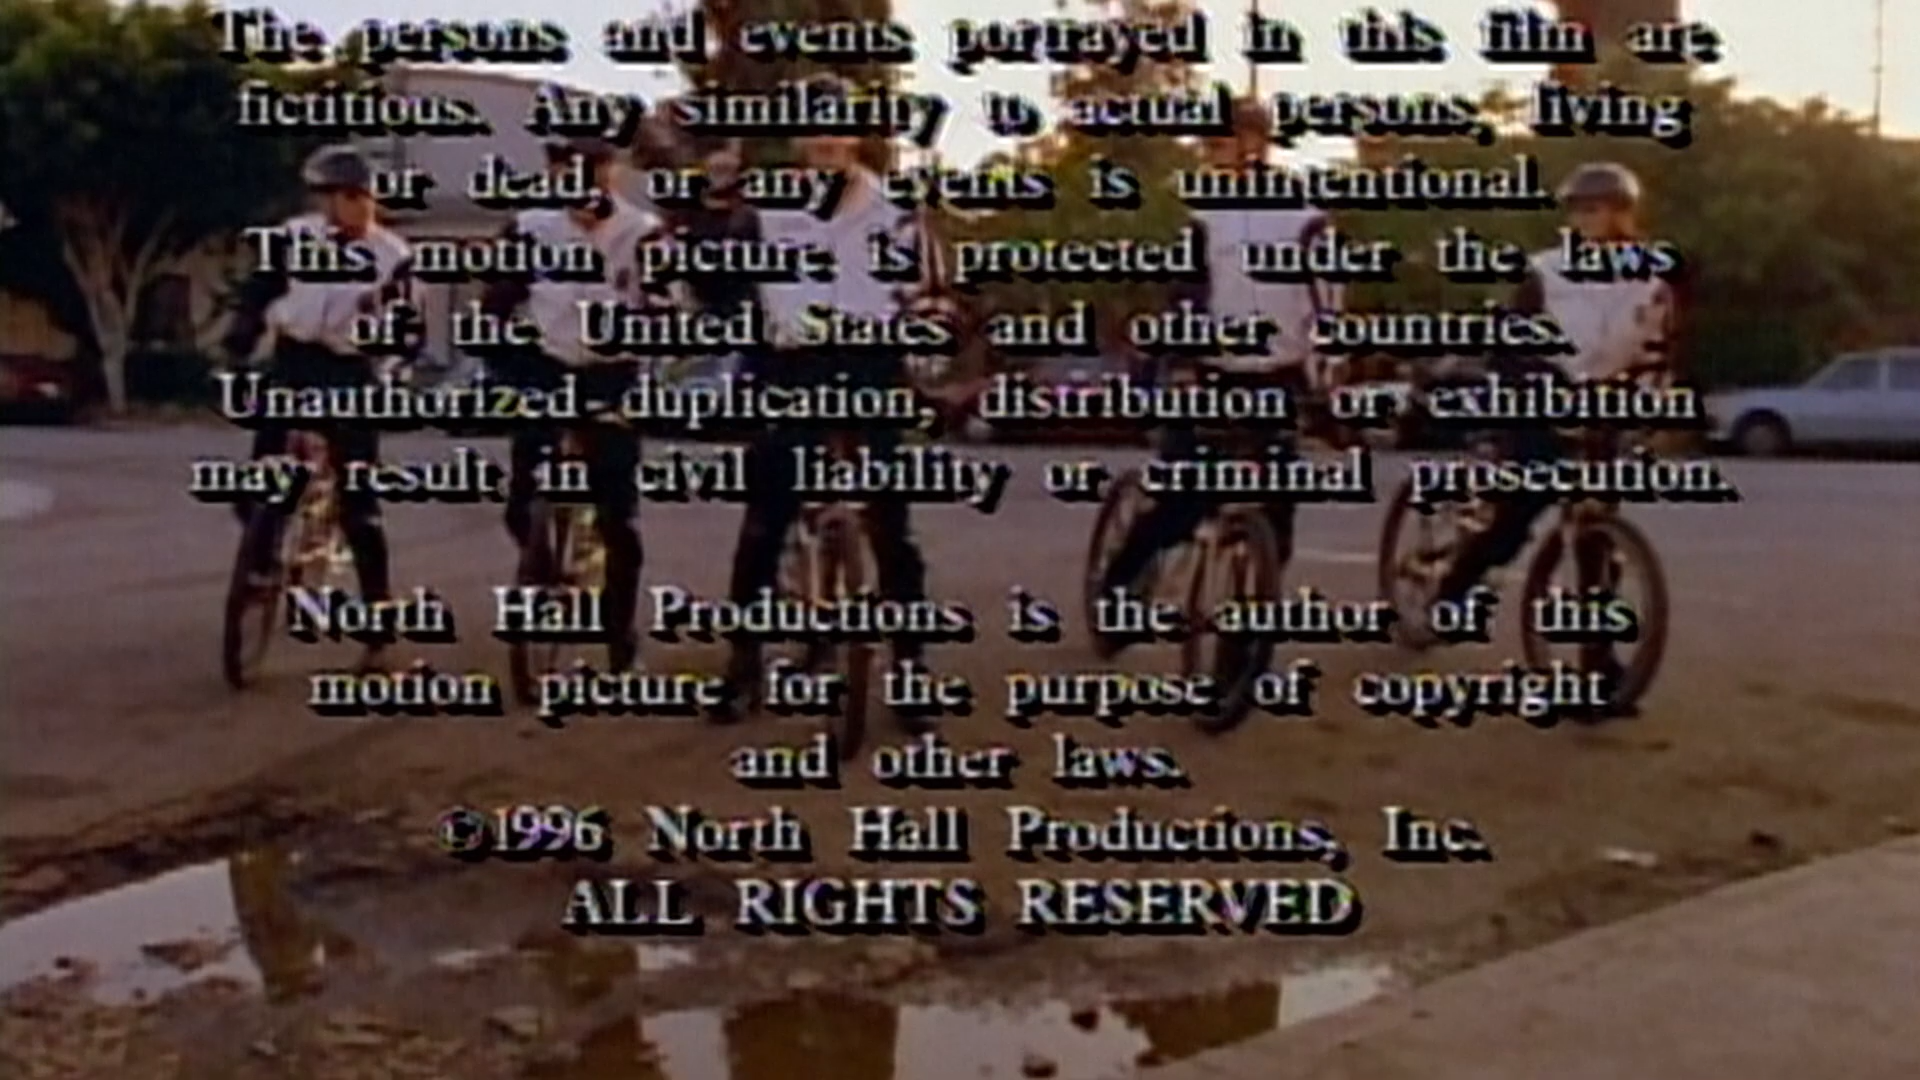 The persons and events portrayed in this film are
fictitious. Any similarity to actual persons, living
or dead, or any events is unintentional.
This motion picture is protected under the laws
of the United States and other countries.
Unauthorized duplication, distribution or exhibition
may result in civil liability or criminal prosecution.
North Hall Productions is the author of this
motion picture for the purpose of copyright
and other laws.
©1996 North Hall Productions, Inc.
ALL RIGHTS RESERVED